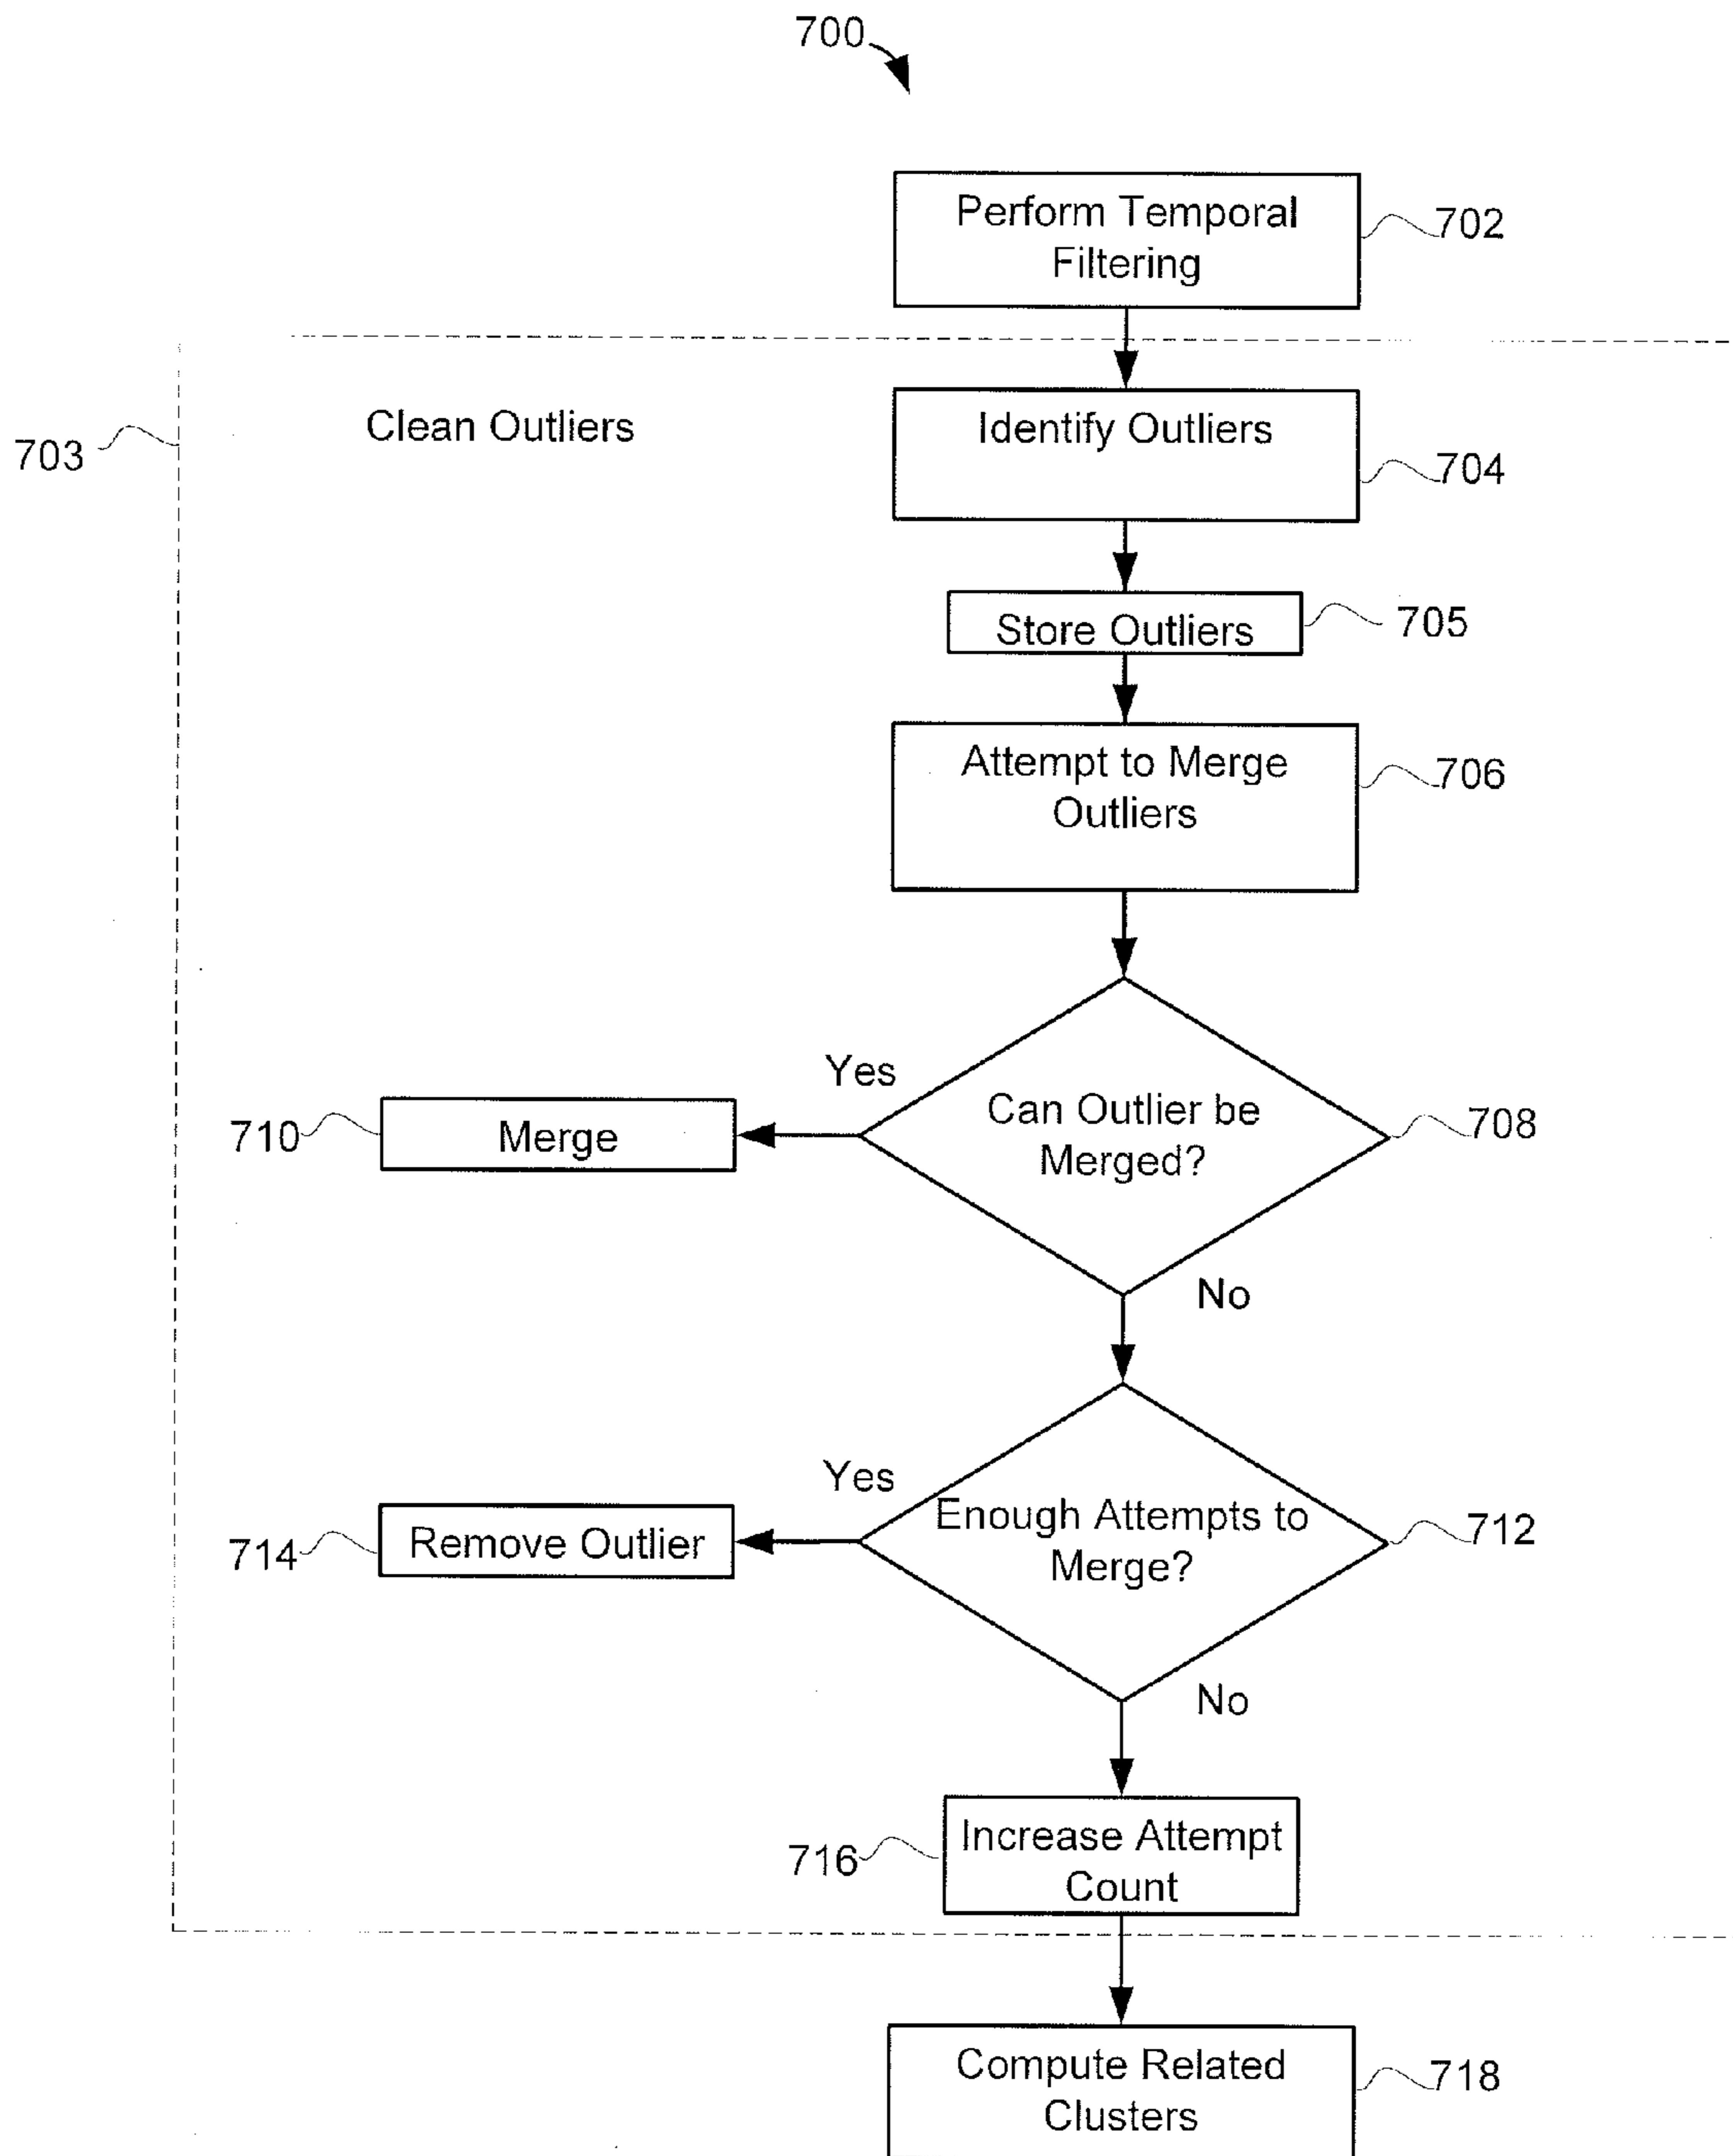 700
Perform Temporal
Filtering
702
703
Clean Outliers
Identify Outliers
704
Store Outliers
705
Attempt to Merge
Outliers
706
Yes
Can Outlier be
Merged?
708
710
Merge
No
Yes
Enough Attempts to
Merge?
712
714
Remove Outlier
No
716
Increase Attempt
Count
Compute Related
Clusters
718